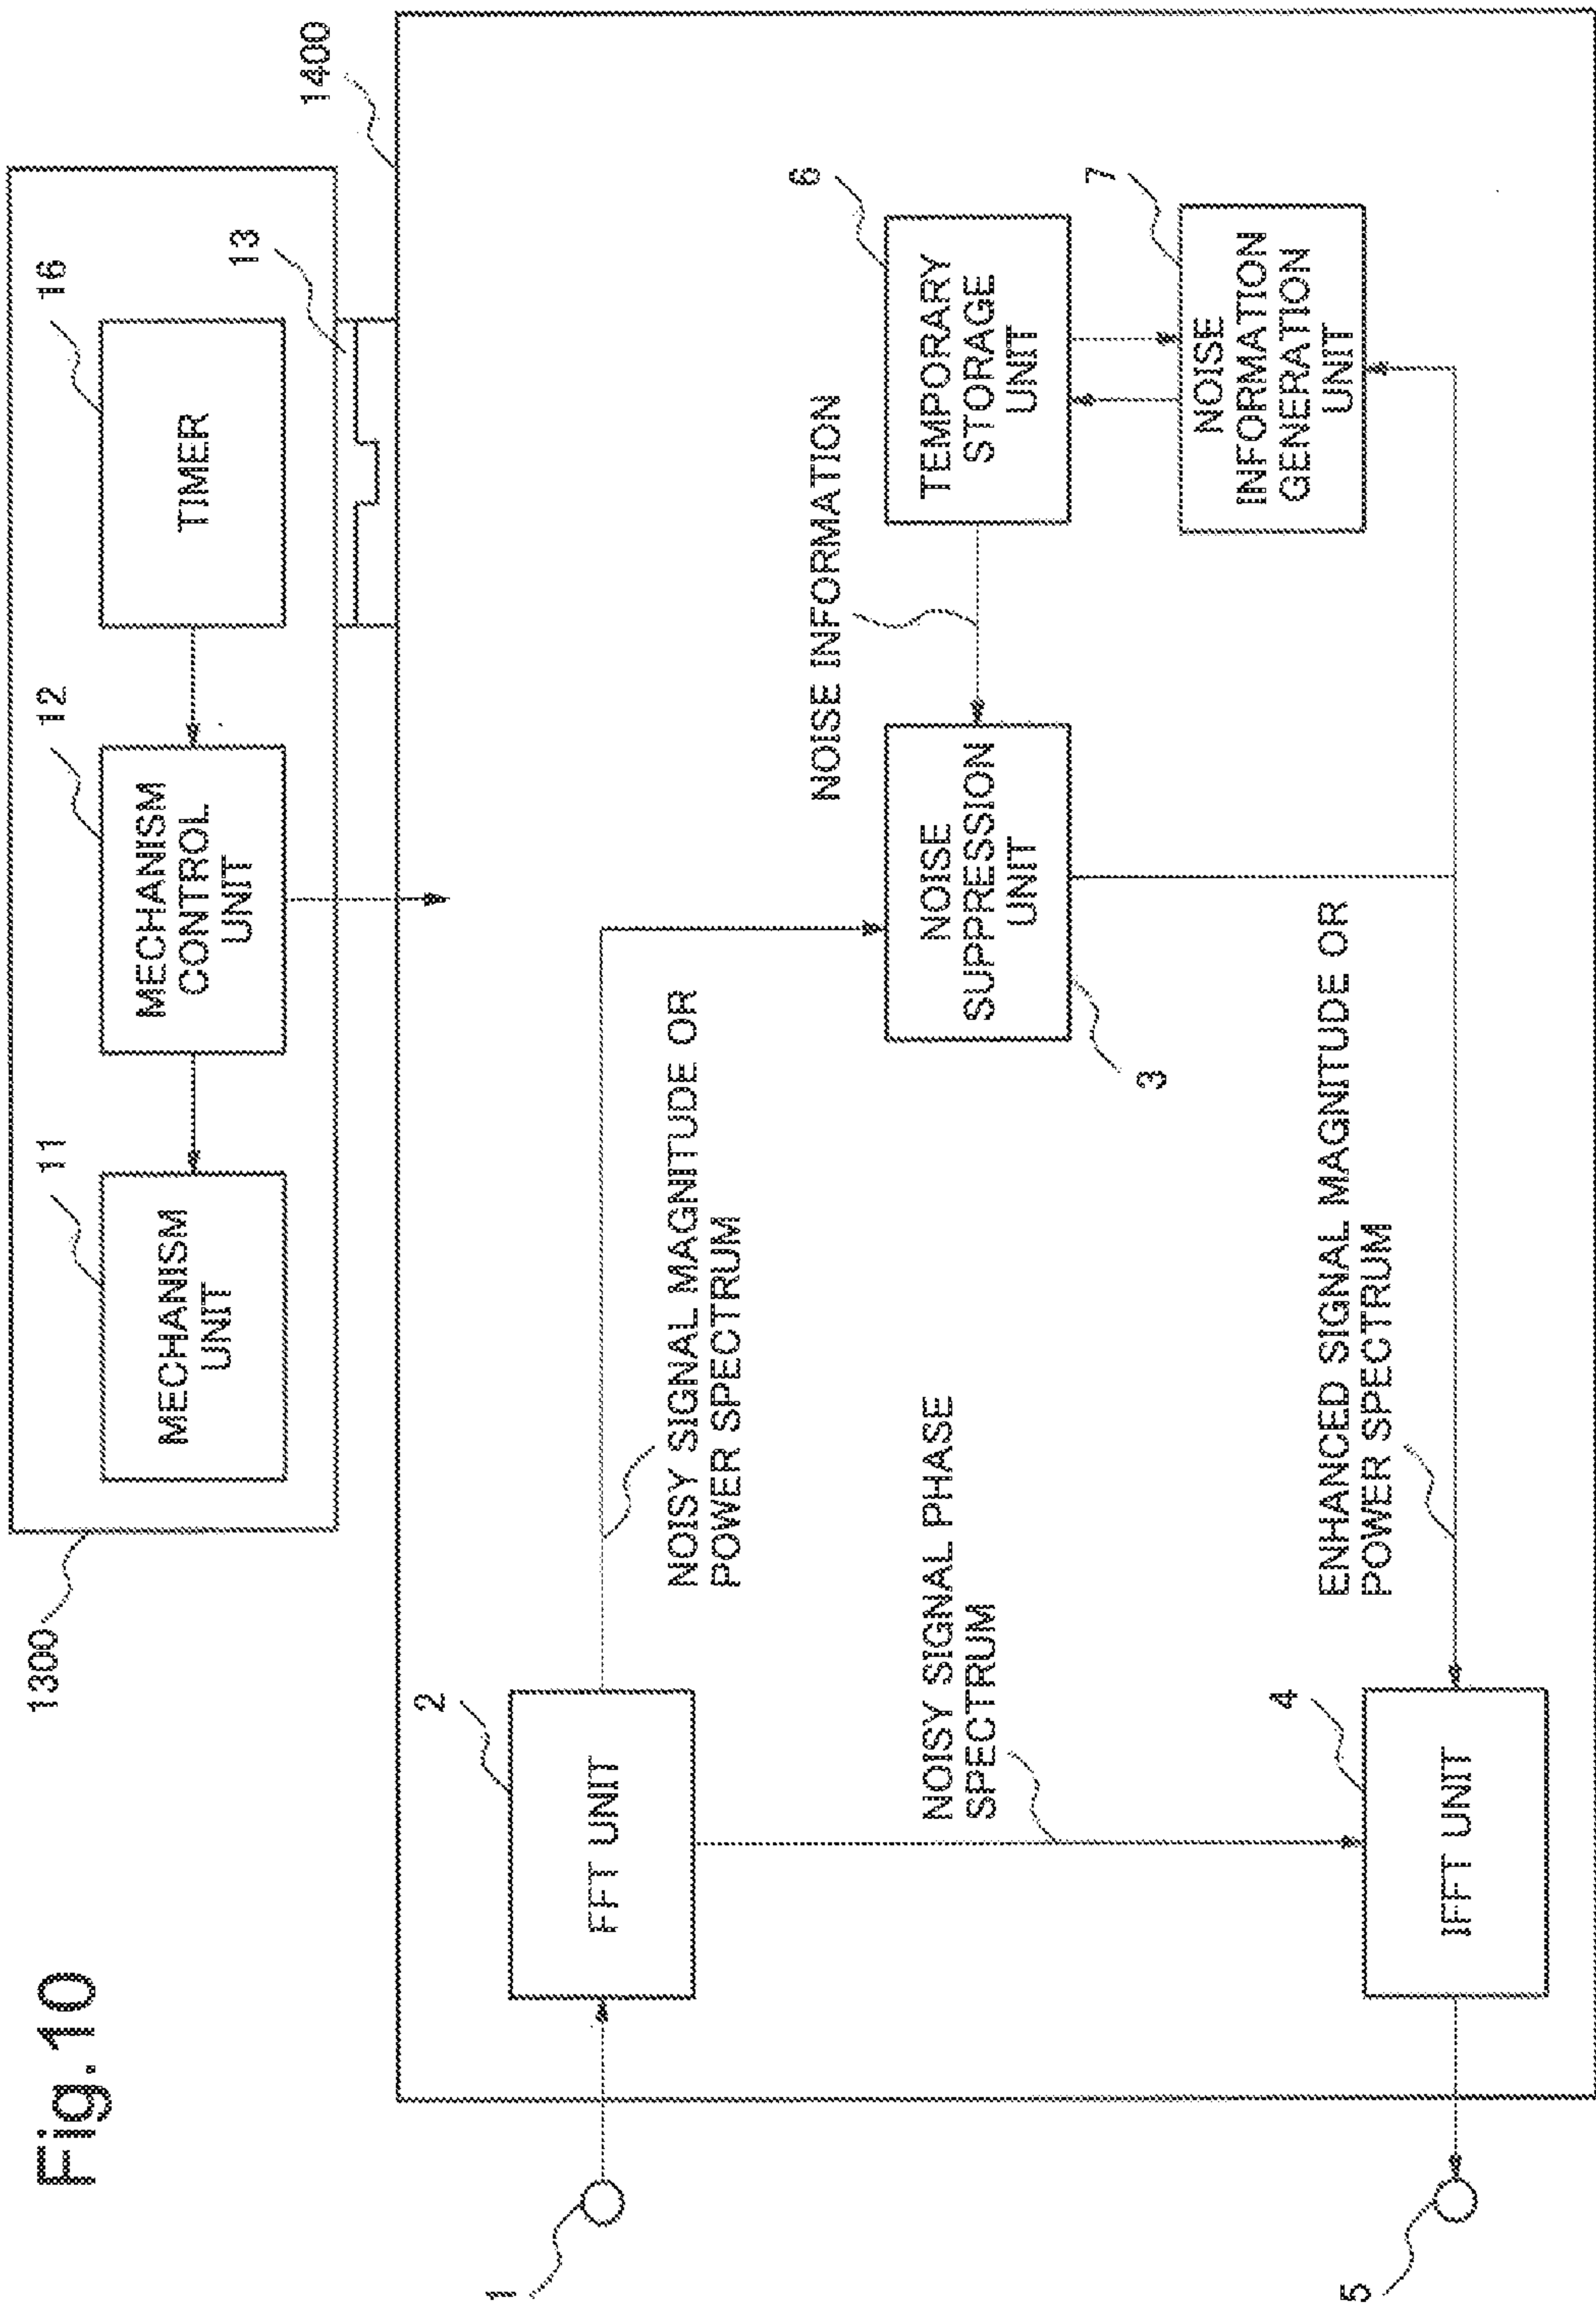 Fig.10
1300
11
12
16
MECHANISM
UNIT
MECHANISM
CONTROL
UNIT
TIMER
13
1400
1
2
FFT UNIT
NOISY SIGNAL MAGNITUDE OR
POWER SPECTRUM
NOISE INFORMATION
6
NOISE
SUPPRESSION
UNIT
TEMPORARY
STORAGE
UNIT
NOISY SIGNAL PHASE
SPECTRUM
3
7
NOISE
INFORMATION
GENERATION
UNIT
5
4
IFFT UNIT
ENHANCED SIGNAL MAGNITUDE OR
POWER SPECTRUM